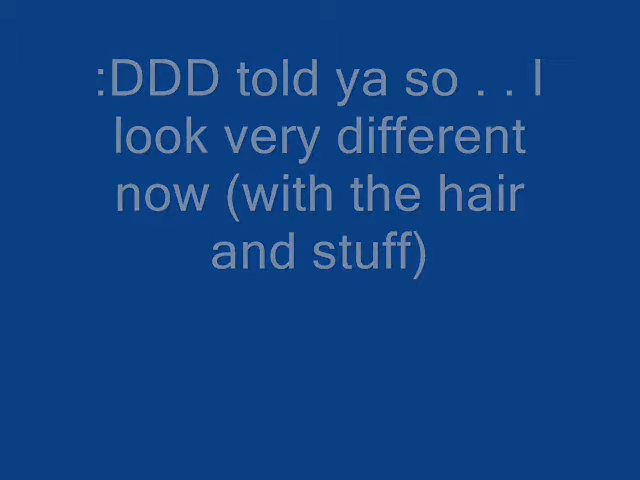 :DDD told ya so . . I
look very different
now (with the hair
and stuff)